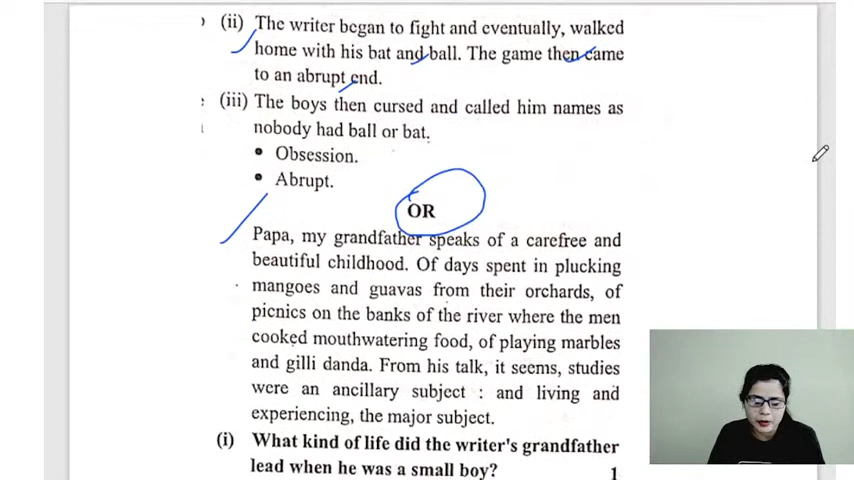 (ii) The writer began to fight and eventually, walked
home with his bat and ball. The game then came
to an abrupt end.
(iii) The boys then cursed and called him names as
nobody had ball or bat.
• Obsession.
• Abrupt.
OR
Papa, my grandfather speaks of a carefree and
beautiful childhood. Of days spent in plucking
mangoes and guavas from their orchards, of
picnics on the banks of the river where the men
cooked mouthwatering food, of playing marbles
and gilli danda. From his talk, it seems, studies
were an ancillary subject : and living and
experiencing, the major subject.
(i) What kind of life did the writer's grandfather
lead when he was a small boy? 1